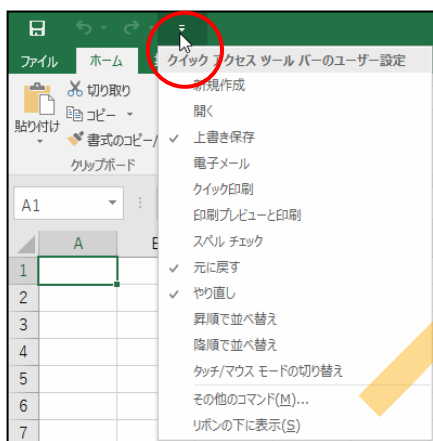 ファイル ホーム
クイック アクセス ツール バーのユーザー設定
切り取り
コピー
書式のコピー/
貼り付け
クリップボード
新規作成
開く
上書き保存
電子メール
クイック印刷
印刷プレビューと印刷
スペル チェック
元に戻す
やり直し
昇順で並べ替え
降順で並べ替え
タッチ/マウス モードの切り替え
その他のコマンド(M)...
リボンの下に表示(S)
A1
A
1
2
3
4
5
6
7